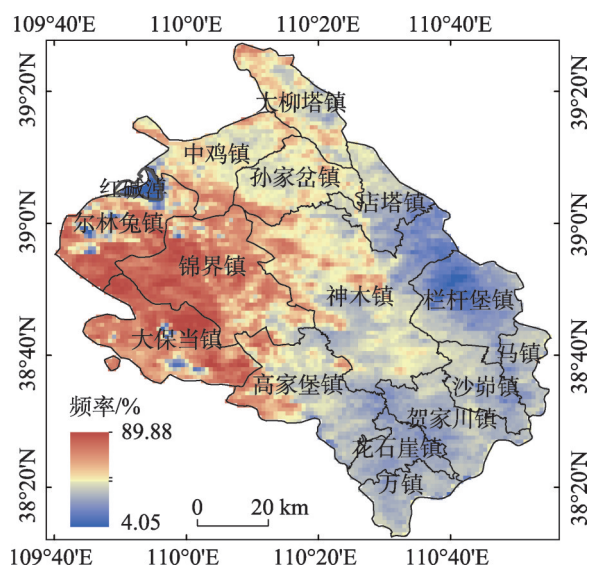 109°40′E 110°0′E 110°20′E 110°40′E
39°20′N
39°20′N
大柳塔镇
中鸡镇
孙家岔镇
红碱淖
店塔镇
尔林兔镇
39°0′N
39°0′N
锦界镇
神木镇
栏杆堡镇
大保当镇
马镇
38°40′N
38°40′N
高家堡镇
沙峁镇
频率/%
贺家川镇
89.88
花石崖镇
万镇
38°20′N
38°20′N
0 20 km
4.05
109°40′E 110°0′E 110°20′E 110°40′E